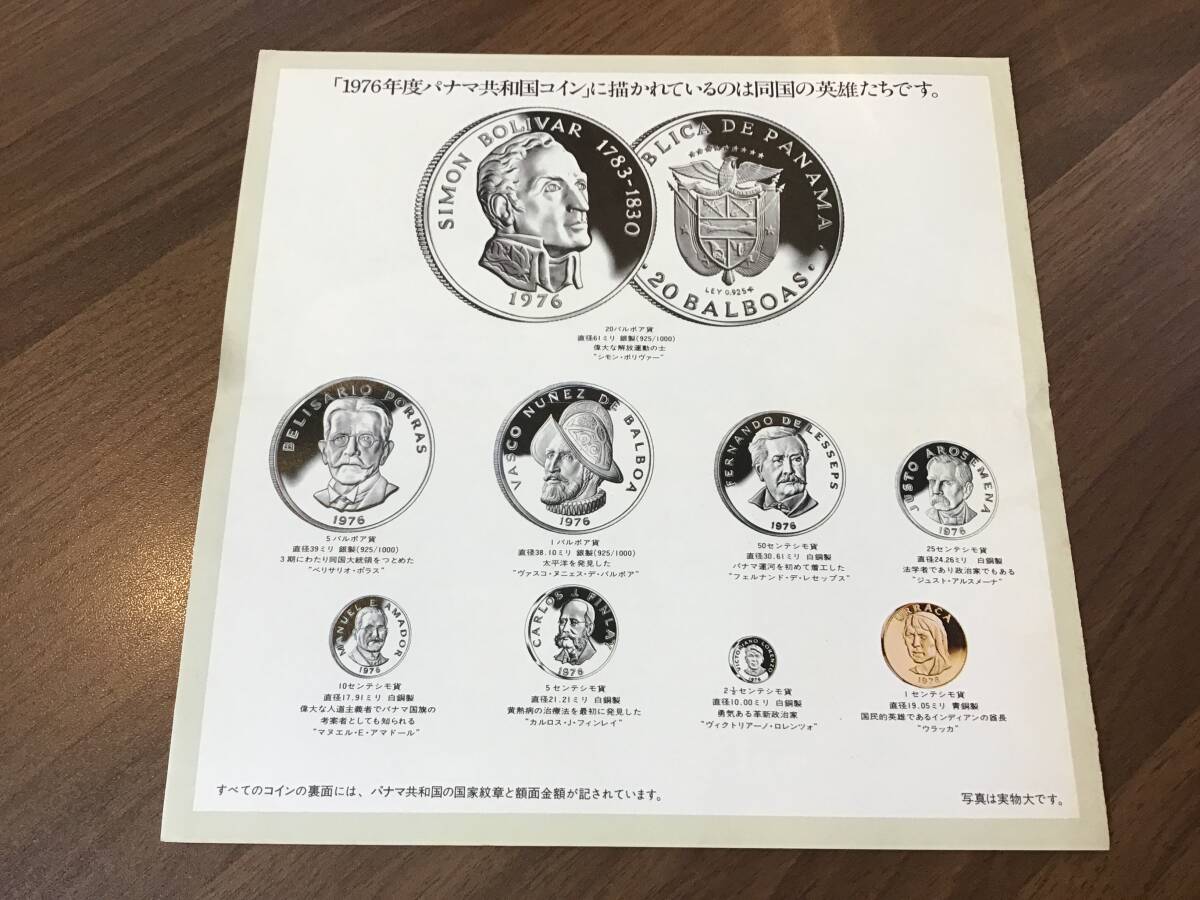 「1976年度パナマ共和国コイン」に描かれているのは同国の英雄たちです。
SIMON BOLIVAR 1783-1830
1976
BLICA DE PANAMA
LEY 0.925
20 BALBOAS
20バルボア貨
直径61ミリ 銀製(925/1000)
偉大な解放運動の士
"シモン・ボリヴァー"
BELISARIO PORRAS
1976
5バルボア貨
直径39ミリ 銀製(925/1000)
3期にわたり同国大統領をつとめた
"ベリサリオ・ポラス"
VASCO NUÑEZ DE BALBOA
1976
1バルボア貨
直径38.10ミリ 銀製(925/1000)
太平洋を発見した
"ヴァスコ・ヌニェス・デ・バルボア"
FERNANDO DE LESSEPS
1976
50センテシモ貨
直径30.61ミリ 白銅製
パナマ運河を初めて着工した
"フェルナンド・デ・レセップス"
JUSTO AROSEMENA
1976
25センテシモ貨
直径24.26ミリ 白銅製
法学者であり政治家でもある
"ジュスト・アルスメーナ"
MANUEL E AMADOR
1976
10センテシモ貨
直径17.91ミリ 白銅製
偉大な人道主義者でパナマ国旗の
考案者としても知られる
"マヌエル・E・アマドール"
CARLOS J. FINLAY
1976
5センテシモ貨
直径21.21ミリ 白銅製
黄熱病の治療法を最初に発見した
"カルロス・J・フィンレイ"
VICTORIANO LORENZO
1976
2½センテシモ貨
直径10.00ミリ 白銅製
勇気ある革新政治家
"ヴィクトリアーノ・ロレンツォ"
URRACA
1976
1センテシモ貨
直径19.05ミリ 青銅製
国民的英雄であるインディアンの酋長
"ウラッカ"
すべてのコインの裏面には、パナマ共和国の国家紋章と額面金額が記されています。
写真は実物大です。